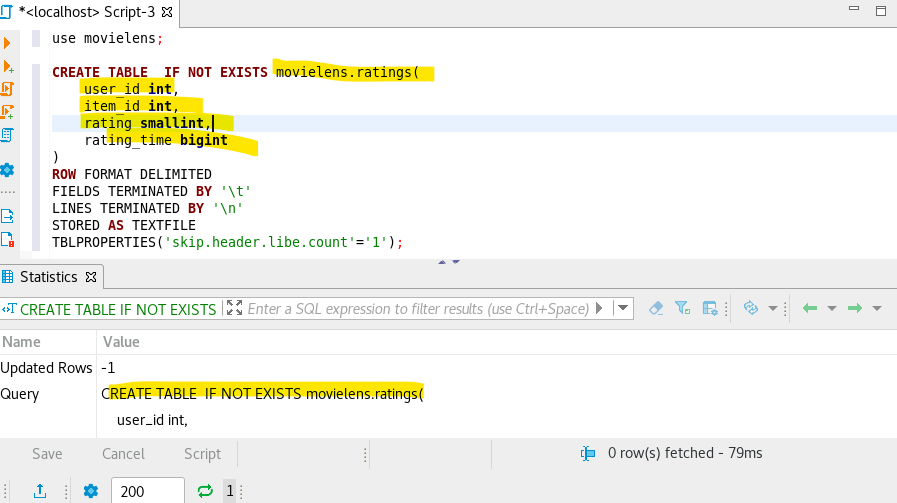 *<localhost> Script-3
use movielens;
CREATE TABLE  IF NOT EXISTS movielens.ratings(
    user_id int,
    item_id int,
    rating smallint,
    rating_time bigint
)
ROW FORMAT DELIMITED
FIELDS TERMINATED BY '\t'
LINES TERMINATED BY '\n'
STORED AS TEXTFILE
TBLPROPERTIES('skip.header.libe.count'='1');
Statistics
CREATE TABLE IF NOT EXISTS Enter a SQL expression to filter results (use Ctrl+Space)
Name Value
Updated Rows -1
Query CREATE TABLE  IF NOT EXISTS movielens.ratings(
user_id int,
Save Cancel Script 0 row(s) fetched - 79ms
200 1